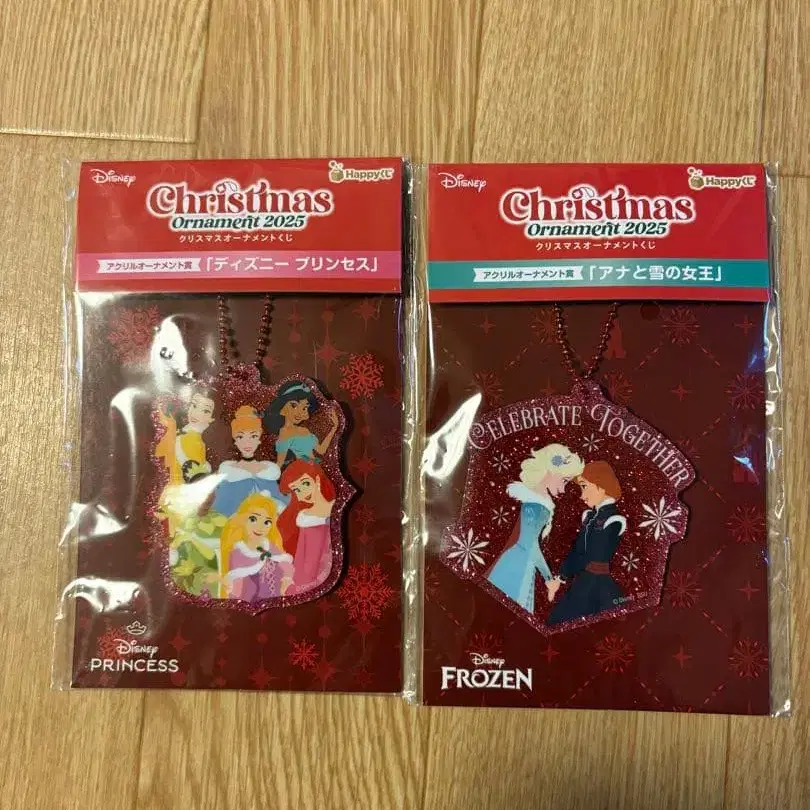 Disney
Happyくじ
Christmas
Ornament 2025
クリスマスオーナメントくじ
アクリルオーナメント賞 「ディズニー プリンセス」
Disney
PRINCESS
Disney
Happyくじ
Christmas
Ornament 2025
クリスマスオーナメントくじ
アクリルオーナメント賞 「アナと雪の女王」
CELEBRATE TOGETHER
© Disney
Disney
FROZEN